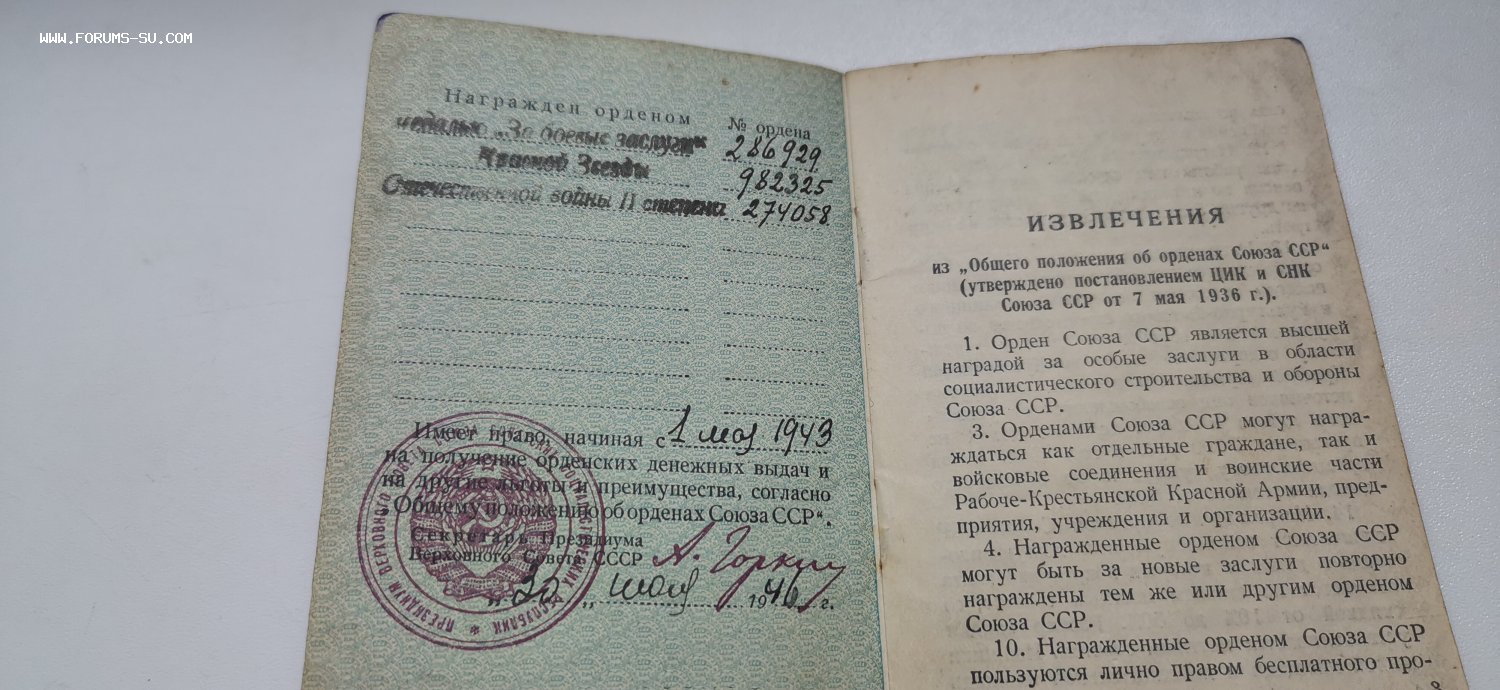 www.forums-su.com
Награжден орденом № ордена
медалью „За боевые заслуги“ 286929
Красной Звезды 982325
Отечественной войны II степени 274058
Имеет право, начиная с 1 мая 1943
на получение орденских денежных выдач и
на другие льготы и преимущества, согласно
„Общему положению об орденах Союза ССР“.
Секретарь Президиума
Верховного Совета СССР А. Горкин
„30 „ 1946 г.
ИЗВЛЕЧЕНИЯ
из „Общего положения об орденах Союза ССР“
(утверждено постановлением ЦИК и СНК
Союза ССР от 7 мая 1936 г.).
1. Орден Союза ССР является высшей
наградой за особые заслуги в области
социалистического строительства и обороны
Союза ССР.
3. Орденами Союза ССР могут награ-
ждаться как отдельные граждане, так и
войсковые соединения и воинские части
Рабоче-Крестьянской Красной Армии, пред-
приятия, учреждения и организации.
4. Награжденные орденом Союза ССР
могут быть за новые заслуги повторно
награждены тем же или другим орденом
Союза ССР.
10. Награжденные орденом Союза ССР
пользуются лично правом бесплатного про-